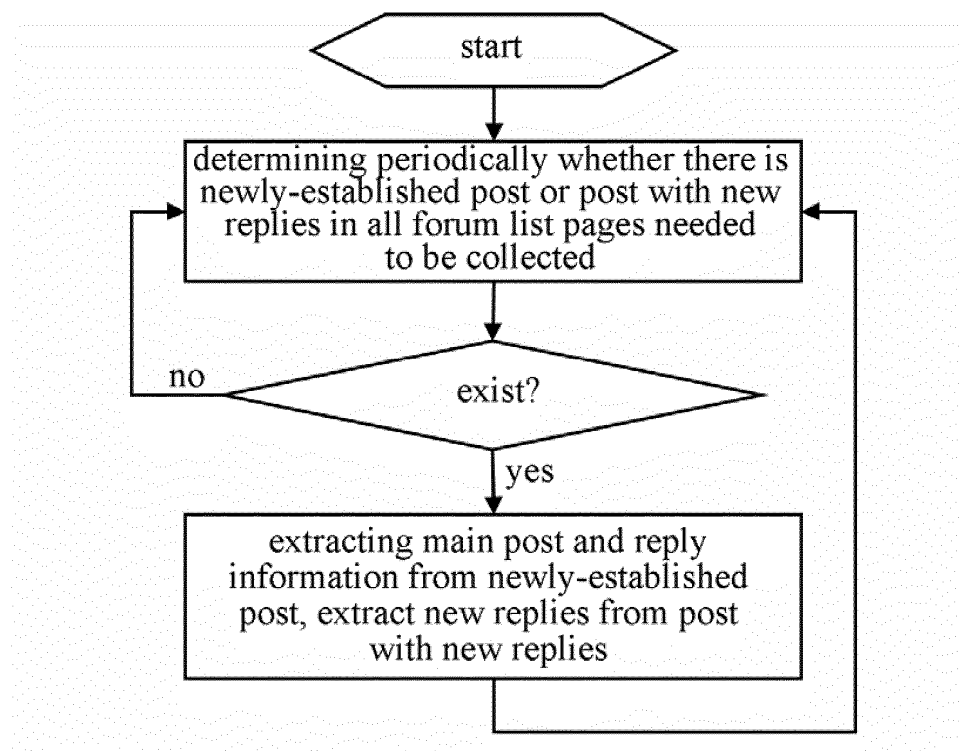 start
determining periodically whether there is
newly-established post or post with new
replies in all forum list pages needed
to be collected
no
exist?
yes
extracting main post and reply
information from newly-established
post, extract new replies from post
with new replies